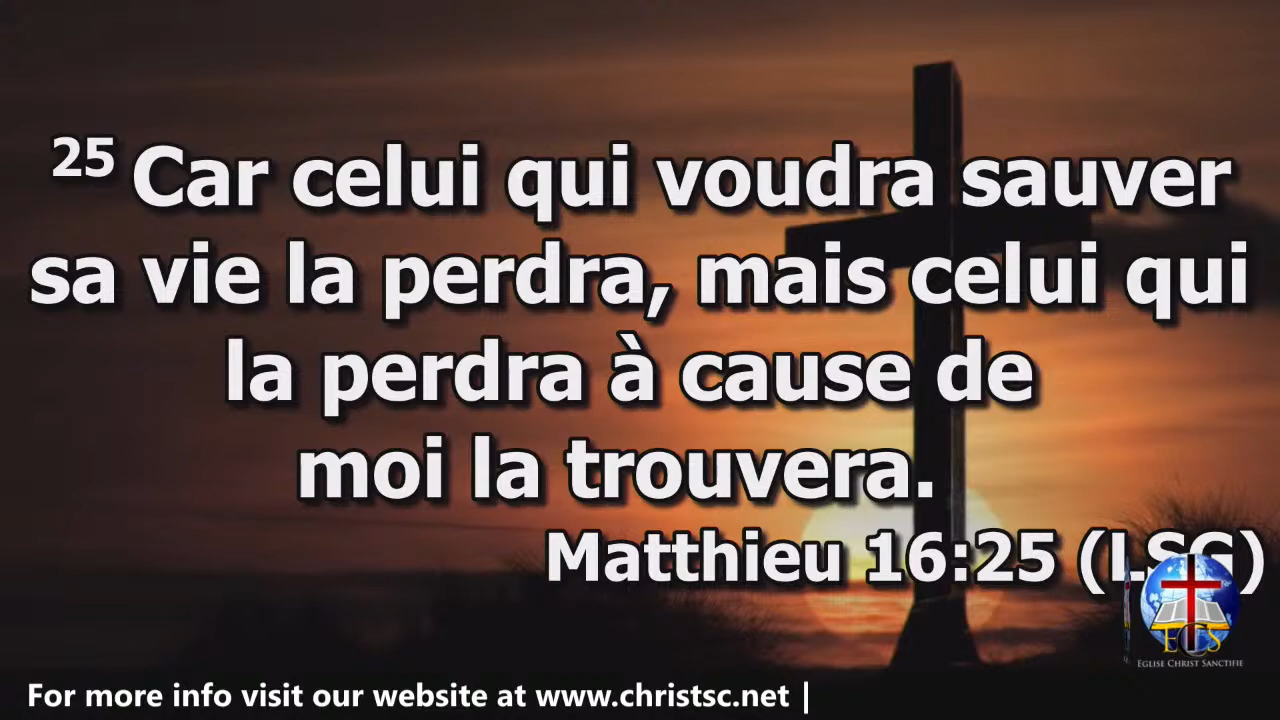 25 Car celui qui voudra sauver
sa vie la perdra, mais celui qui
la perdra à cause de
moi la trouvera.
Matthieu 16:25 (LSG)
ECS
EGLISE CHRIST SANCTIFIE
For more info visit our website at www.christsc.net |